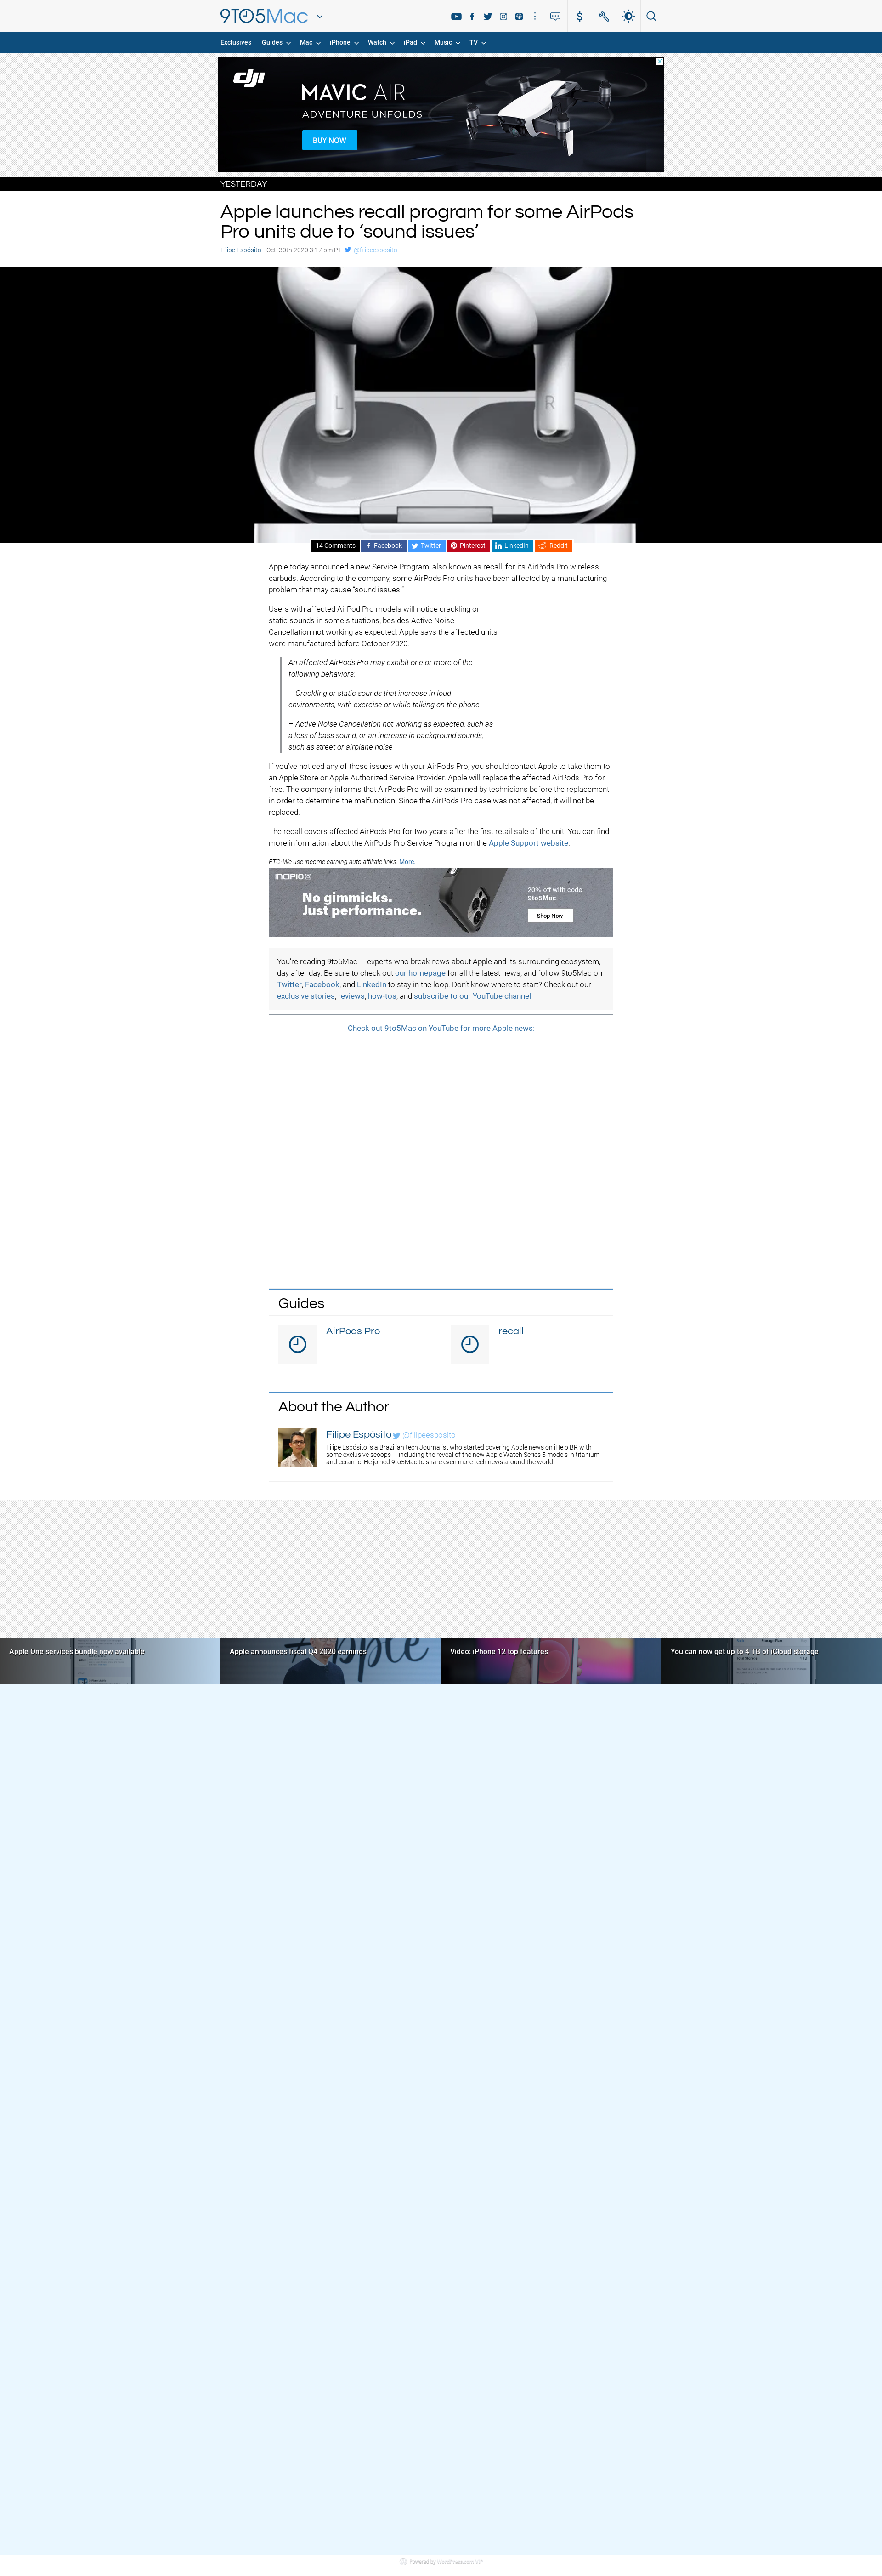 9TO5Mac
Exclusives Guides Mac iPhone Watch iPad Music TV
dji
MAVIC AIR
ADVENTURE UNFOLDS
BUY NOW
YESTERDAY
Apple launches recall program for some AirPods
Pro units due to ‘sound issues’
Filipe Espósito - Oct. 30th 2020 3:17 pm PT @filipeesposito
L R
14 Comments Facebook Twitter Pinterest LinkedIn Reddit
Apple today announced a new Service Program, also known as recall, for its AirPods Pro wireless
earbuds. According to the company, some AirPods Pro units have been affected by a manufacturing
problem that may cause “sound issues.”
Users with affected AirPod Pro models will notice crackling or
static sounds in some situations, besides Active Noise
Cancellation not working as expected. Apple says the affected units
were manufactured before October 2020.
An affected AirPods Pro may exhibit one or more of the
following behaviors:
– Crackling or static sounds that increase in loud
environments, with exercise or while talking on the phone
– Active Noise Cancellation not working as expected, such as
a loss of bass sound, or an increase in background sounds,
such as street or airplane noise
If you’ve noticed any of these issues with your AirPods Pro, you should contact Apple to take them to
an Apple Store or Apple Authorized Service Provider. Apple will replace the affected AirPods Pro for
free. The company informs that AirPods Pro will be examined by technicians before the replacement
in order to determine the malfunction. Since the AirPods Pro case was not affected, it will not be
replaced.
The recall covers affected AirPods Pro for two years after the first retail sale of the unit. You can find
more information about the AirPods Pro Service Program on the Apple Support website.
FTC: We use income earning auto affiliate links. More.
INCIPIO
No gimmicks.
Just performance.
20% off with code
9to5Mac
Shop Now
You’re reading 9to5Mac — experts who break news about Apple and its surrounding ecosystem,
day after day. Be sure to check out our homepage for all the latest news, and follow 9to5Mac on
Twitter, Facebook, and LinkedIn to stay in the loop. Don’t know where to start? Check out our
exclusive stories, reviews, how-tos, and subscribe to our YouTube channel
Check out 9to5Mac on YouTube for more Apple news:
Guides
AirPods Pro
recall
About the Author
Filipe Espósito @filipeesposito
Filipe Espósito is a Brazilian tech Journalist who started covering Apple news on iHelp BR with
some exclusive scoops — including the reveal of the new Apple Watch Series 5 models in titanium
and ceramic. He joined 9to5Mac to share even more tech news around the world.
Apple One services bundle now available
Apple announces fiscal Q4 2020 earnings
Video: iPhone 12 top features
You can now get up to 4 TB of iCloud storage
Powered by WordPress.com VIP